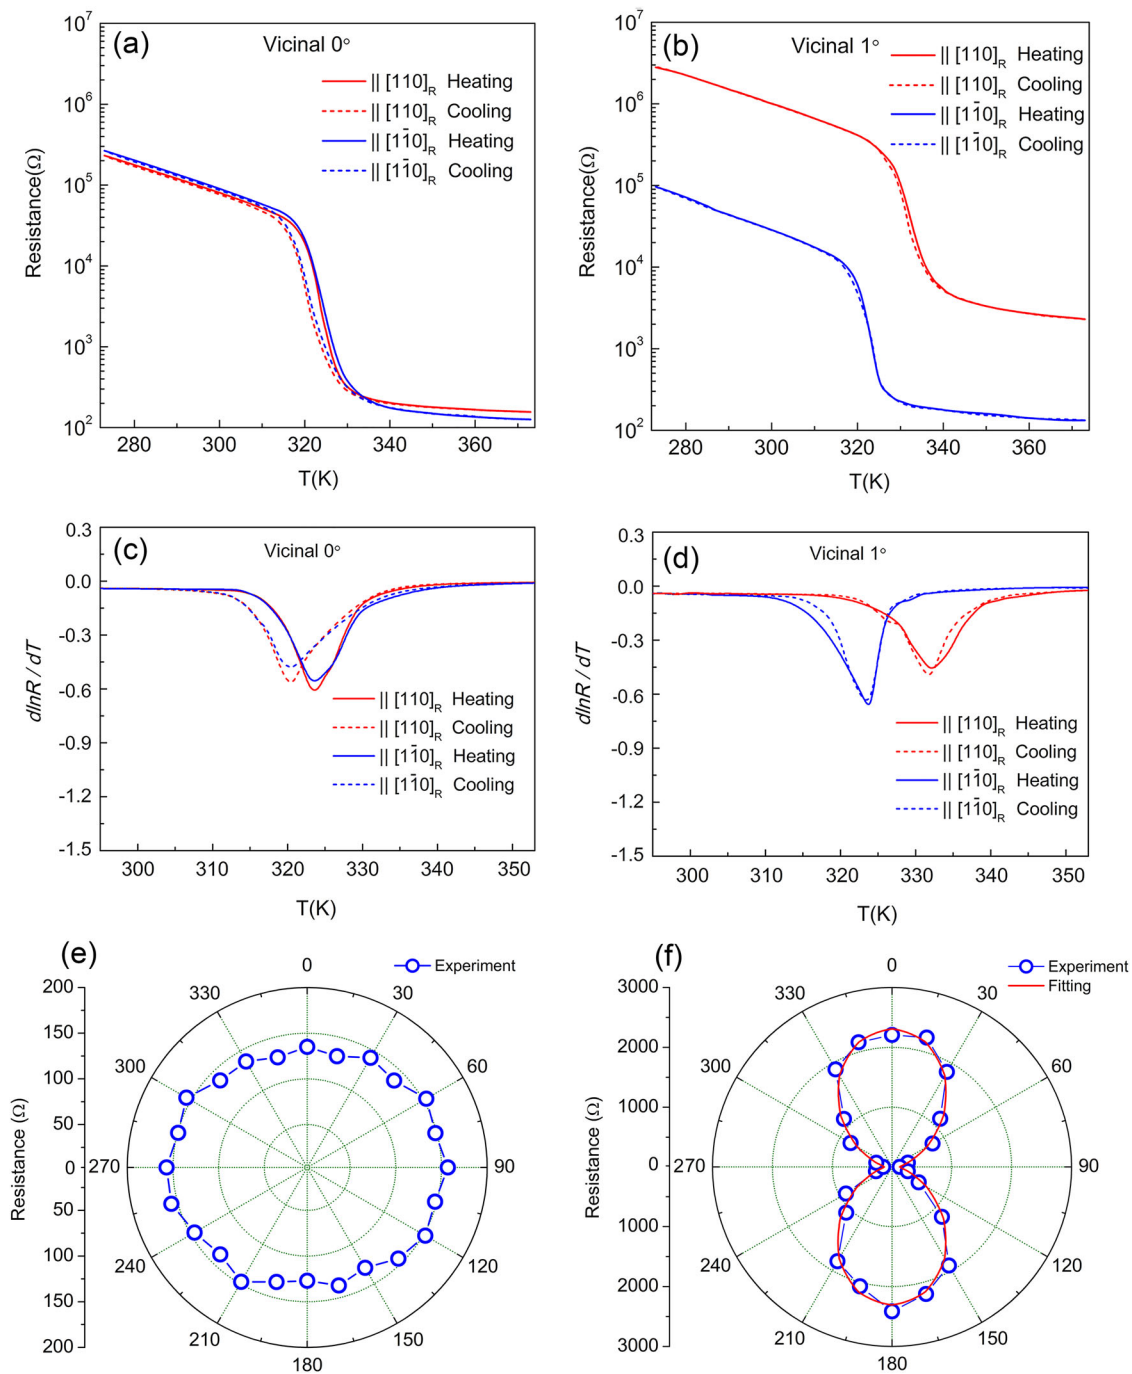 (a)
Vicinal 0°
|| [110]R Heating
|| [110]R Cooling
|| [11̄0]R Heating
|| [11̄0]R Cooling
10^7
10^6
10^5
10^4
10^3
10^2
Resistance(Ω)
280 300 320 340 360
T(K)
(b)
Vicinal 1°
|| [110]R Heating
|| [110]R Cooling
|| [11̄0]R Heating
|| [11̄0]R Cooling
10^7
10^6
10^5
10^4
10^3
10^2
Resistance(Ω)
280 300 320 340 360
T(K)
(c)
Vicinal 0°
0.3
0.0
-0.3
-0.6
-0.9
-1.2
-1.5
dlnR / dT
|| [110]R Heating
|| [110]R Cooling
|| [11̄0]R Heating
|| [11̄0]R Cooling
300 310 320 330 340 350
T(K)
(d)
Vicinal 1°
0.3
0.0
-0.3
-0.6
-0.9
-1.2
-1.5
dlnR / dT
|| [110]R Heating
|| [110]R Cooling
|| [11̄0]R Heating
|| [11̄0]R Cooling
300 310 320 330 340 350
T(K)
(e)
Experiment
200
150
100
50
0
50
100
150
200
Resistance (Ω)
0
30
60
90
120
150
180
210
240
270
300
330
(f)
Experiment
Fitting
3000
2000
1000
0
1000
2000
3000
Resistance (Ω)
0
30
60
90
120
150
180
210
240
270
300
330